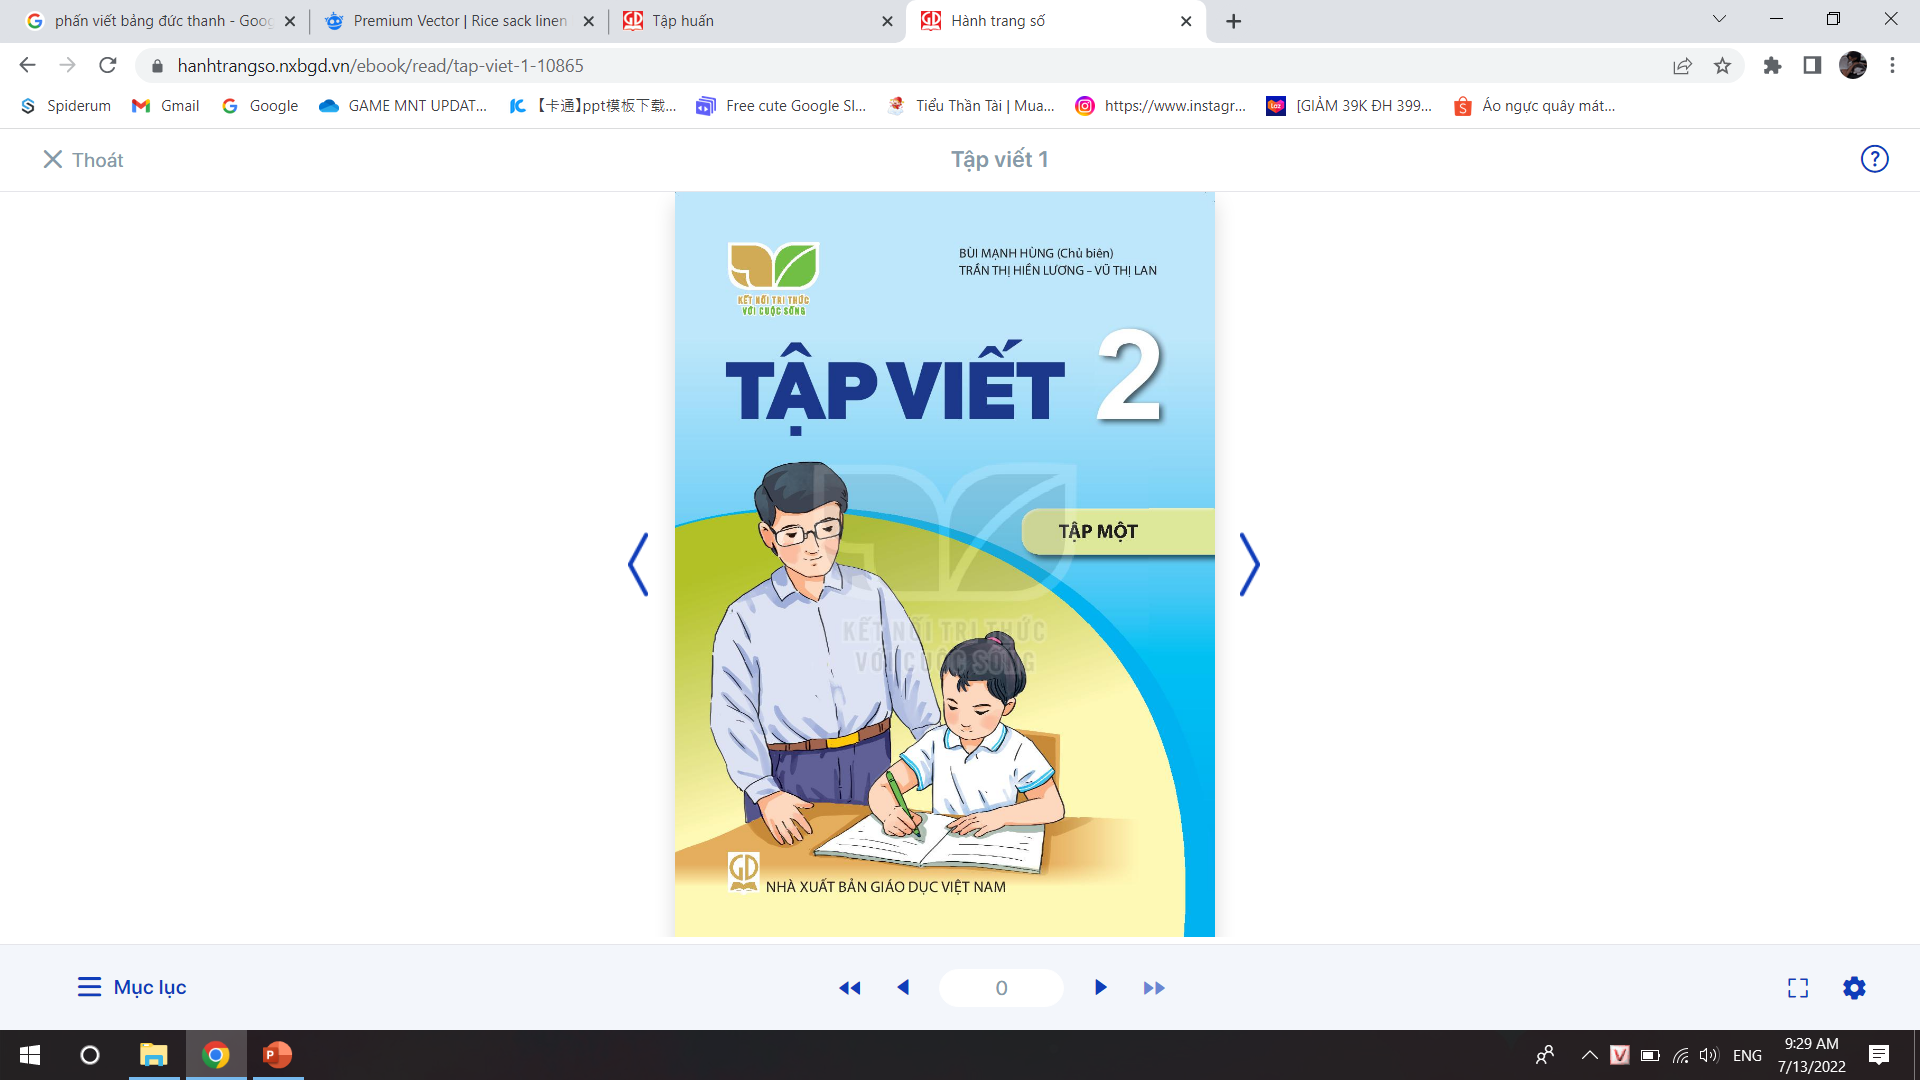 phấn viết bảng đức thanh - Goog
Premium Vector | Rice sack linen
Tập huấn
Hành trang số
hanhtrangso.nxbgd.vn/ebook/read/tap-viet-1-10865
Spiderum
Gmail
Google
GAME MNT UPDAT...
【卡通】ppt模板下载...
Free cute Google Sl...
Tiểu Thần Tài | Mua...
https://www.instagr...
[GIẢM 39K ĐH 399...
Áo ngực quây mát...
Thoát
Tập viết 1
?
BÙI MẠNH HÙNG (Chủ biên)
TRẦN THỊ HIỀN LƯƠNG – VŨ THỊ LAN
KẾT NỐI TRI THỨC
VỚI CUỘC SỐNG
TẬP VIẾT 2
TẬP MỘT
KẾT NỐI TRI THỨC
VỚI CUỘC SỐNG
GD
NHÀ XUẤT BẢN GIÁO DỤC VIỆT NAM
Mục lục
0
ENG
9:29 AM
7/13/2022